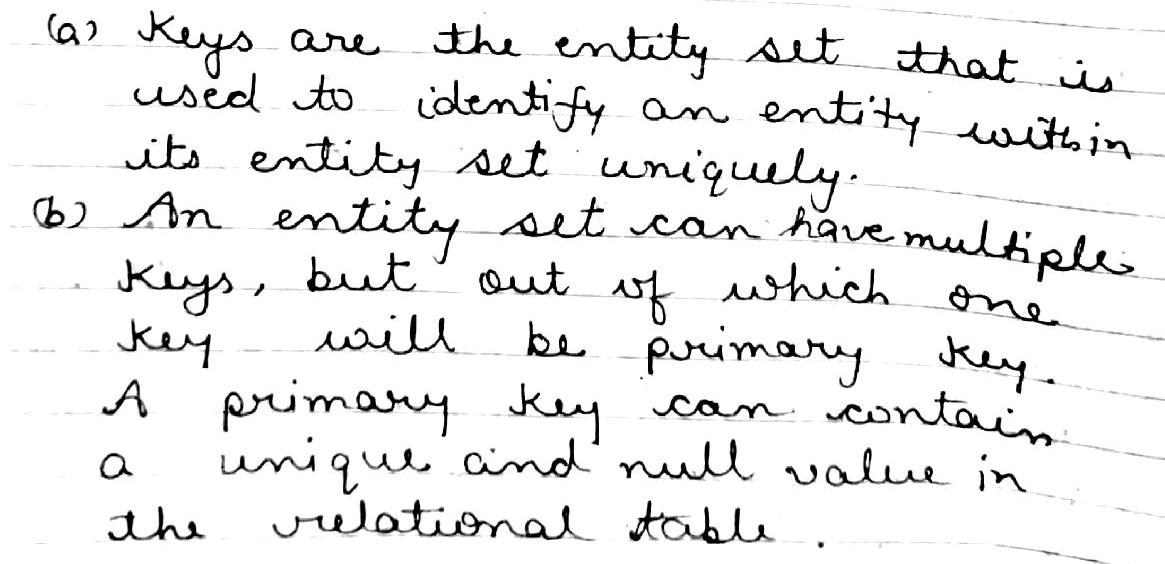 (a) Keys are the entity set that is
used to identify an entity within
its entity set uniquely.
(b) An entity set can have multiple
keys, but out of which one
key will be primary key.
A primary key can contain
a unique and null value in
the relational table.